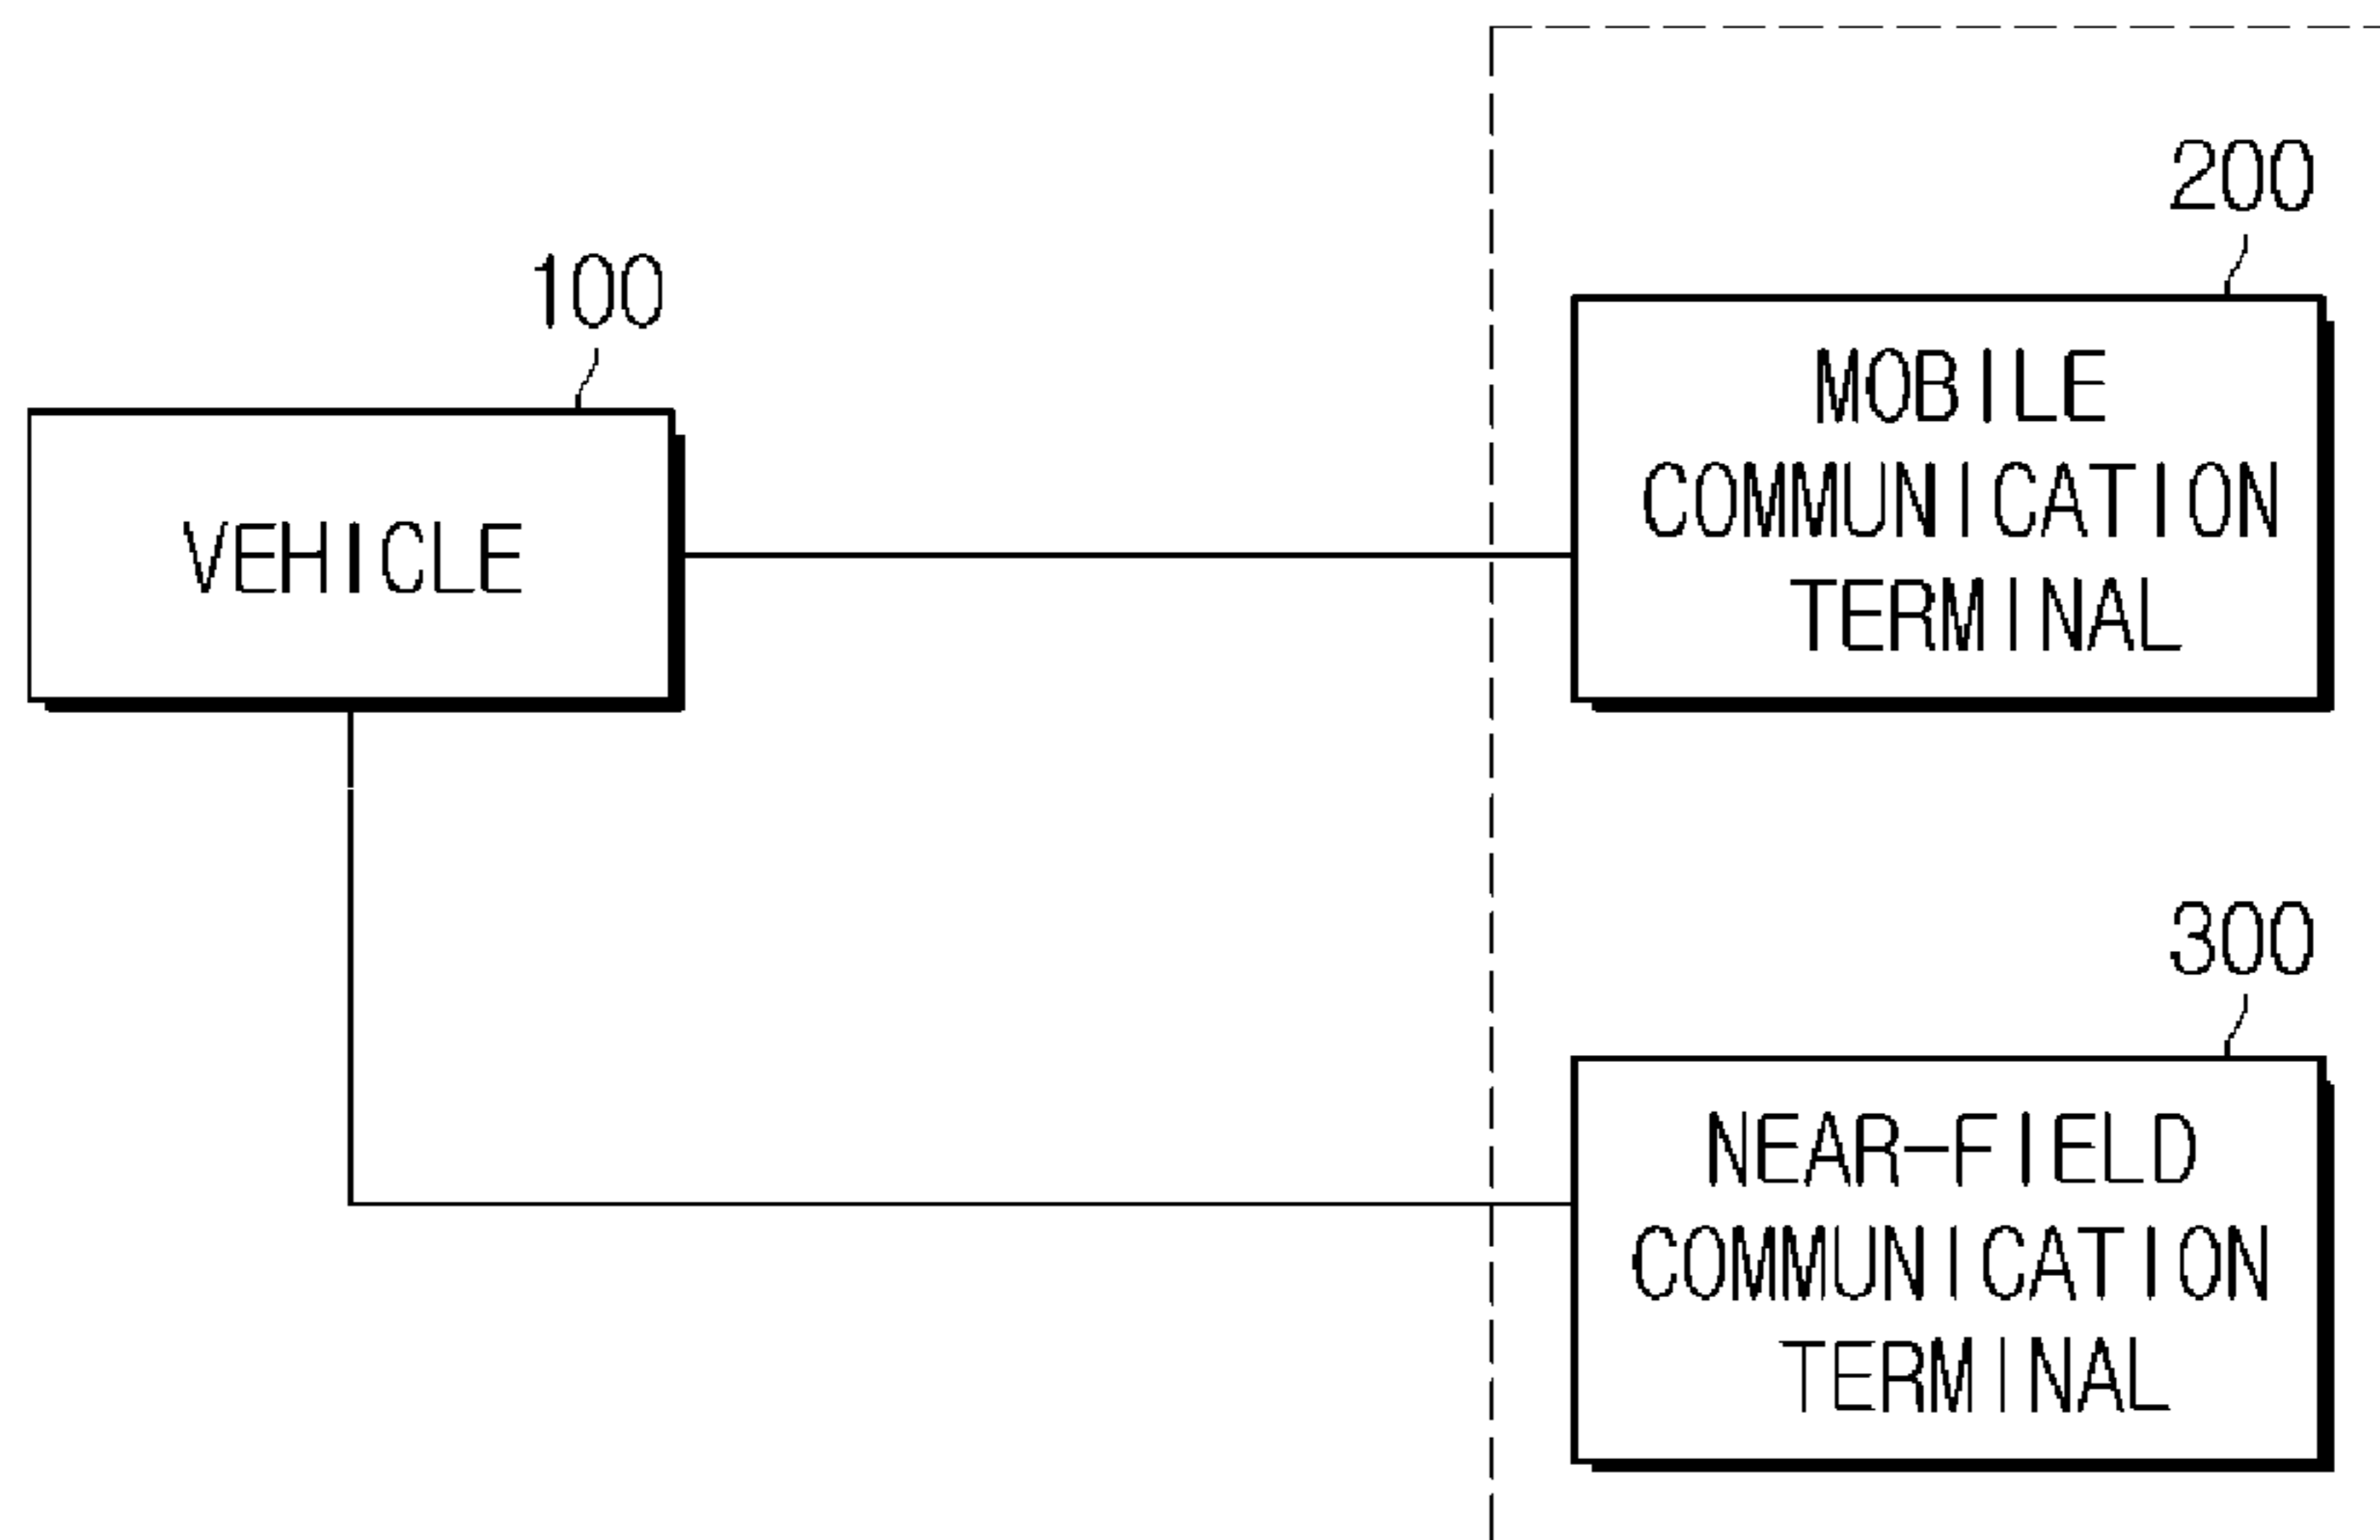 100
VEHICLE
200
MOBILE
COMMUNICATION
TERMINAL
300
NEAR-FIELD
COMMUNICATION
TERMINAL